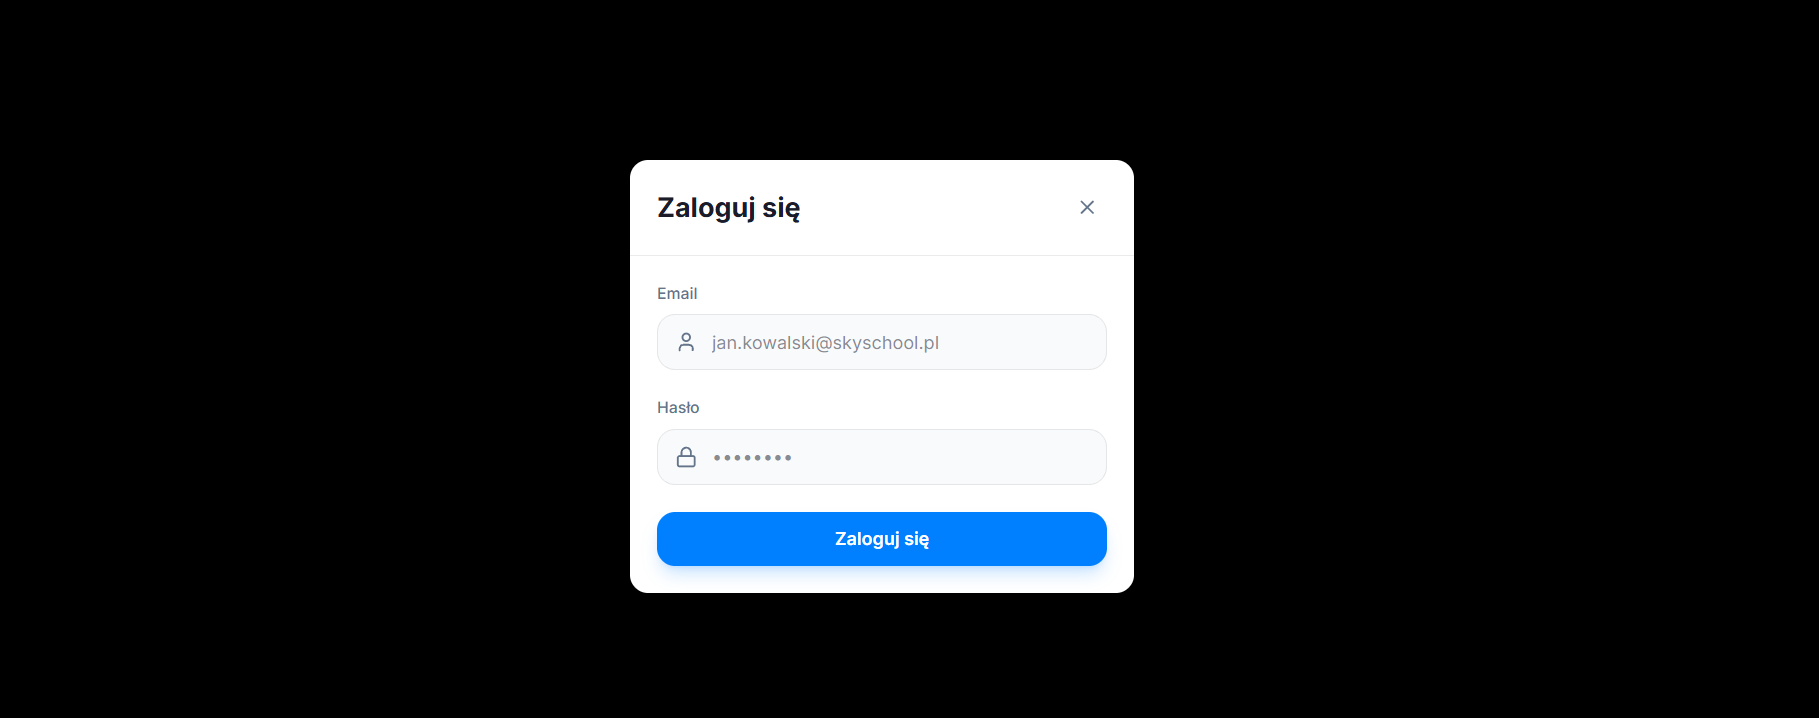 Zaloguj się
Email
jan.kowalski@skyschool.pl
Hasło
••••••••
Zaloguj się